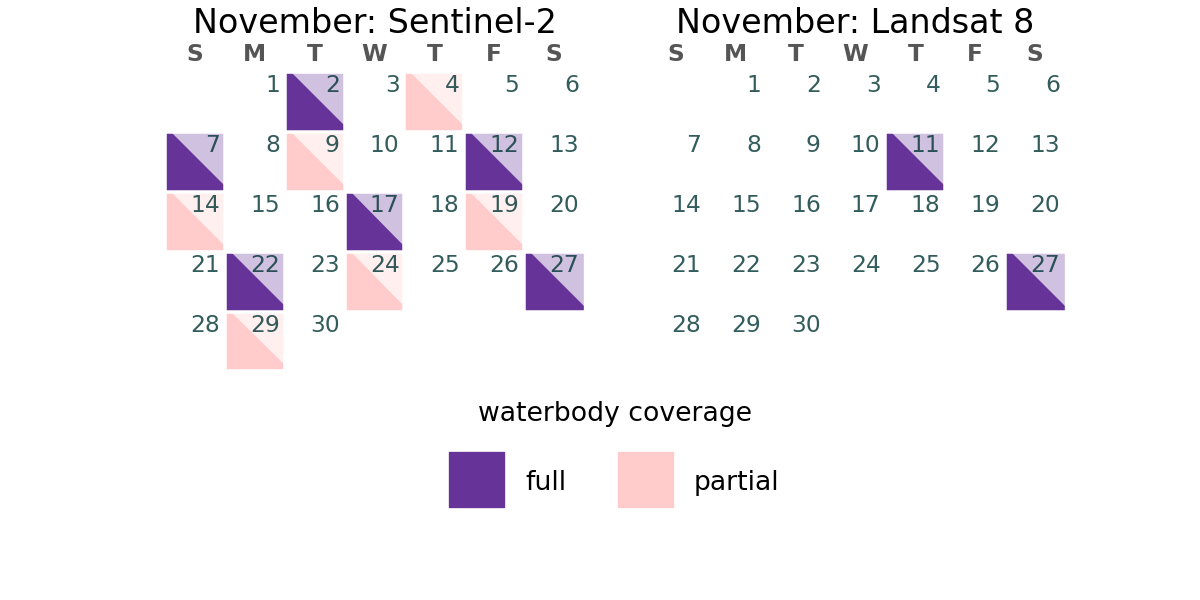 November: Sentinel-2
S M T W T F S
1 2 3 4 5 6
7 8 9 10 11 12 13
14 15 16 17 18 19 20
21 22 23 24 25 26 27
28 29 30
November: Landsat 8
S M T W T F S
1 2 3 4 5 6
7 8 9 10 11 12 13
14 15 16 17 18 19 20
21 22 23 24 25 26 27
28 29 30
waterbody coverage
full partial